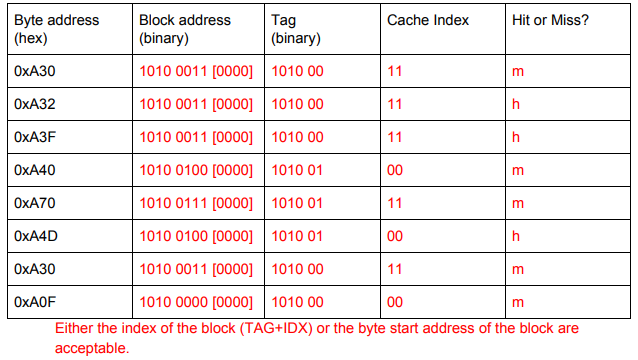 Byte address (hex) Block address (binary) Tag (binary) Cache Index Hit or Miss?
0xA30 1010 0011 [0000] 1010 00 11 m
0xA32 1010 0011 [0000] 1010 00 11 h
0xA3F 1010 0011 [0000] 1010 00 11 h
0xA40 1010 0100 [0000] 1010 01 00 m
0xA70 1010 0111 [0000] 1010 01 11 m
0xA4D 1010 0100 [0000] 1010 01 00 h
0xA30 1010 0011 [0000] 1010 00 11 m
0xA0F 1010 0000 [0000] 1010 00 00 m
Either the index of the block (TAG+IDX) or the byte start address of the block are
acceptable.